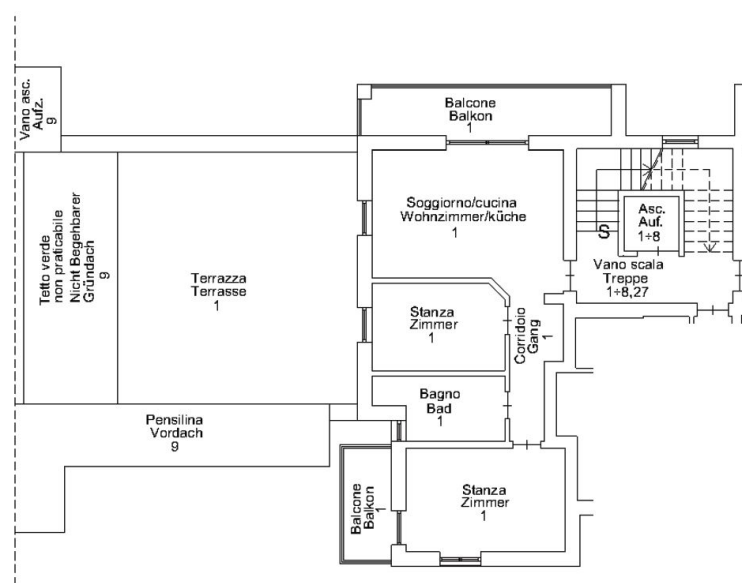 Vano asc.
Aufz.
9
Balcone
Balkon
1
Soggiorno/cucina
Wohnzimmer/küche
1
Asc.
Auf.
1÷8
S
Vano scala
Treppe
1÷8,27
Tetto verde
non praticabile
Nicht Begehbarer
Gründach
9
Terrazza
Terrasse
1
Stanza
Zimmer
1
Corridoio
Gang
1
Bagno
Bad
1
Pensilina
Vordach
9
Balcone
Balkon
1
Stanza
Zimmer
1